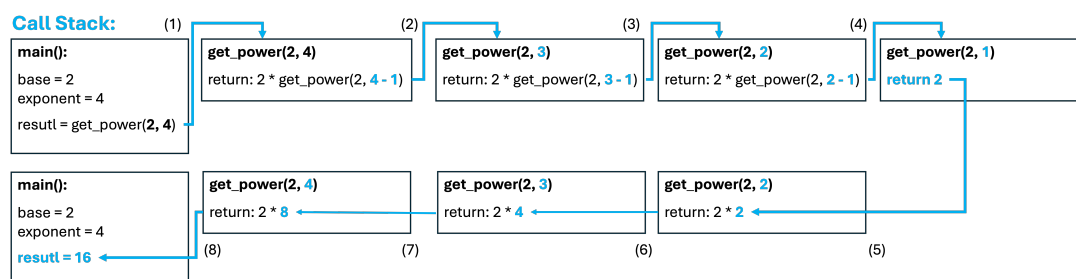 Call Stack:
(1)
(2)
(3)
(4)
main():
base = 2
exponent = 4
resutl = get_power(2, 4)
get_power(2, 4)
return: 2 * get_power(2, 4 - 1)
get_power(2, 3)
return: 2 * get_power(2, 3 - 1)
get_power(2, 2)
return: 2 * get_power(2, 2 - 1)
get_power(2, 1)
return 2
main():
base = 2
exponent = 4
resutl = 16
get_power(2, 4)
return: 2 * 8
get_power(2, 3)
return: 2 * 4
get_power(2, 2)
return: 2 * 2
(8)
(7)
(6)
(5)